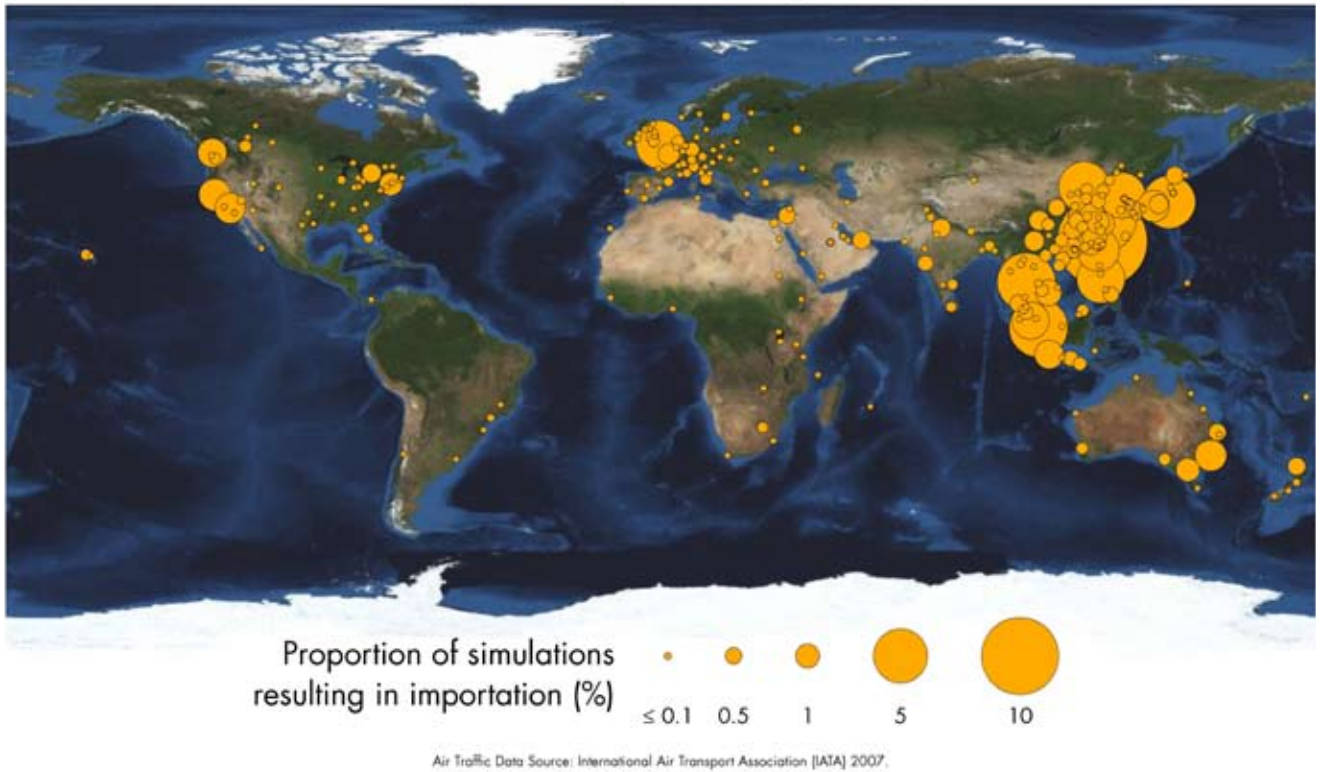 Proportion of simulations
resulting in importation (%)
≤ 0.1 0.5 1 5 10
Air Traffic Data Source: International Air Transport Association [IATA] 2007.